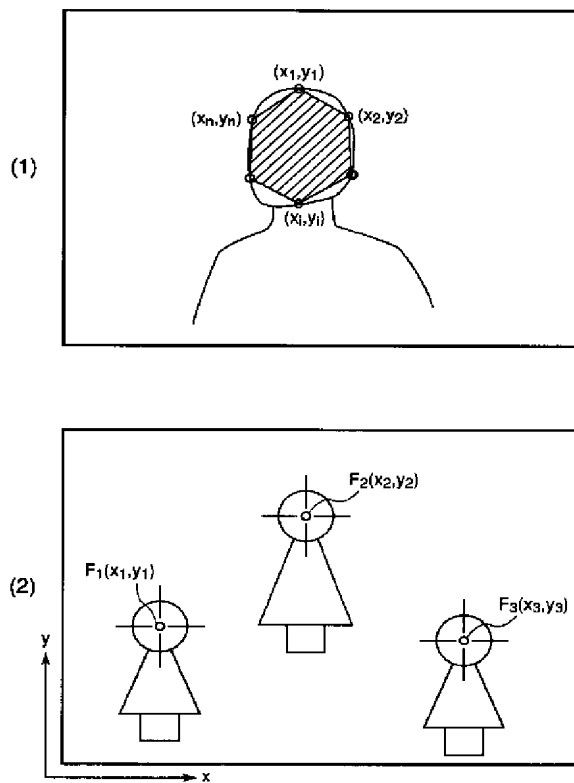 (x₁,y₁)
(xₙ,yₙ)
(x₂,y₂)
(1)
(xᵢ,yᵢ)
F₂(x₂,y₂)
F₁(x₁,y₁)
(2)
F₃(x₃,y₃)
y
x